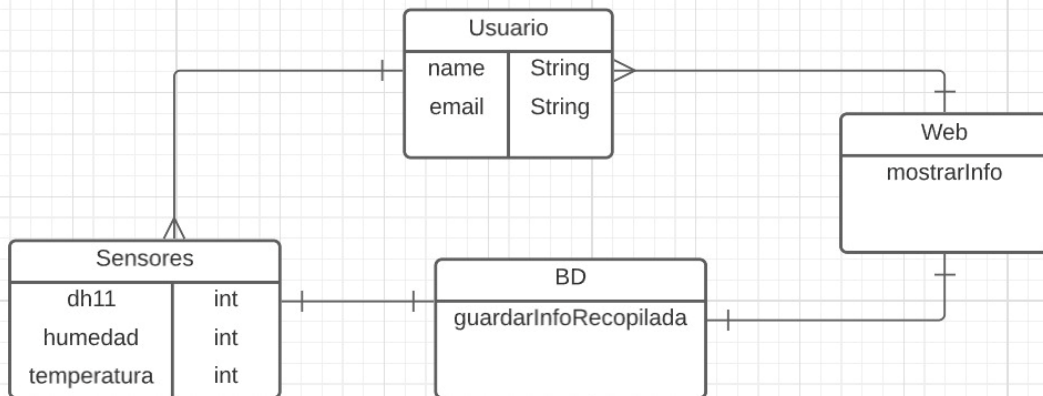 Usuario
name String
email String
Web
mostrarInfo
Sensores
dh11 int
humedad int
temperatura int
BD
guardarInfoRecopilada